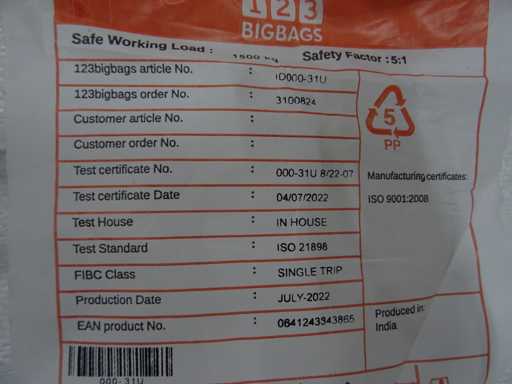 123
BIGBAGS
Safe Working Load : 1500 kg Safety Factor : 5:1
123bigbags article No. : ID000-31U
123bigbags order No. : 3100824
Customer article No. :
Customer order No. :
Test certificate No. : 000-31U 8/22-07
Test certificate Date : 04/07/2022
Test House : IN HOUSE
Test Standard : ISO 21898
FIBC Class : SINGLE TRIP
Production Date : JULY-2022
EAN product No. : 0641243343865
5
PP
Manufacturing certificates:
ISO 9001:2008
Produced in:
India
000-31U